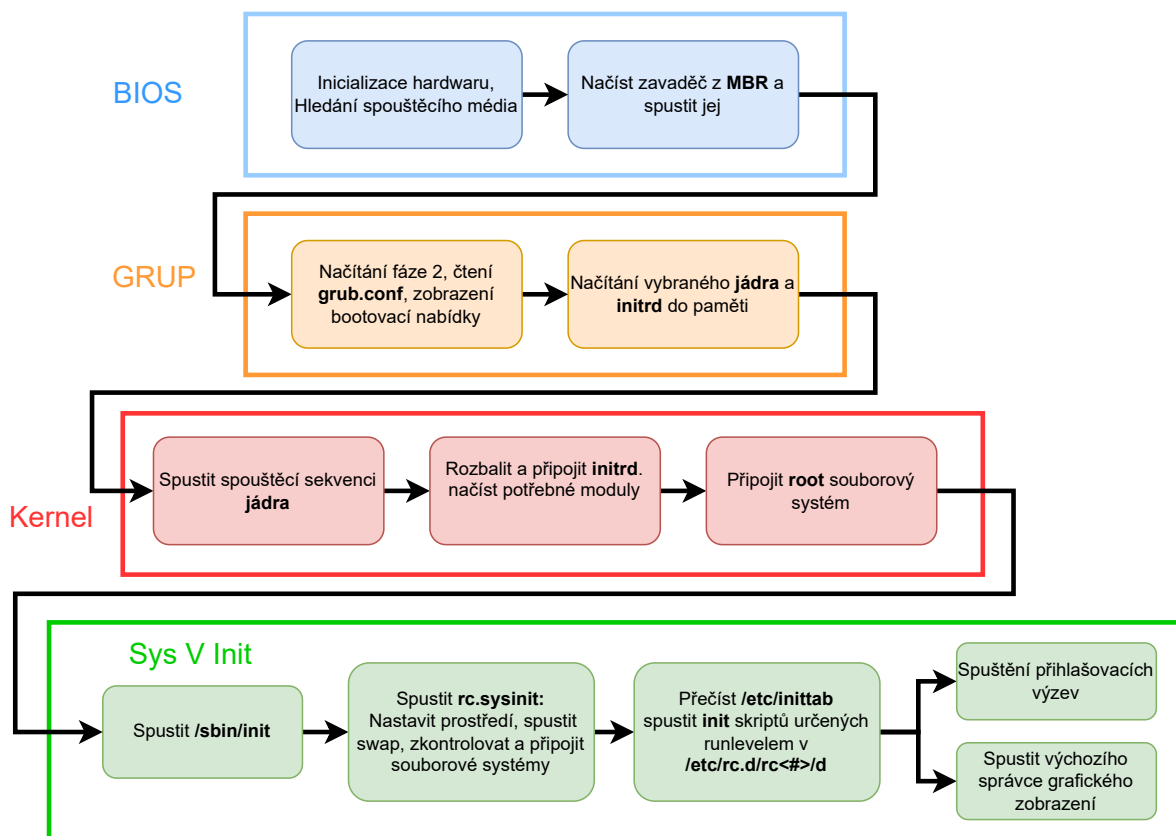 BIOS
Inicializace hardwaru,
Hledání spouštěcího média
Načíst zavaděč z MBR a
spustit jej
GRUP
Načítání fáze 2, čtení
grub.conf, zobrazení
bootovací nabídky
Načítání vybraného jádra a
initrd do paměti
Kernel
Spustit spouštěcí sekvenci
jádra
Rozbalit a připojit initrd.
načíst potřebné moduly
Připojit root souborový
systém
Sys V Init
Spustit /sbin/init
Spustit rc.sysinit:
Nastavit prostředí, spustit
swap, zkontrolovat a připojit
souborové systémy
Přečíst /etc/inittab
spustit init skriptů určených
runlevelem v
/etc/rc.d/rc<#>/d
Spuštění přihlašovacích
výzev
Spustit výchozího
správce grafického
zobrazení